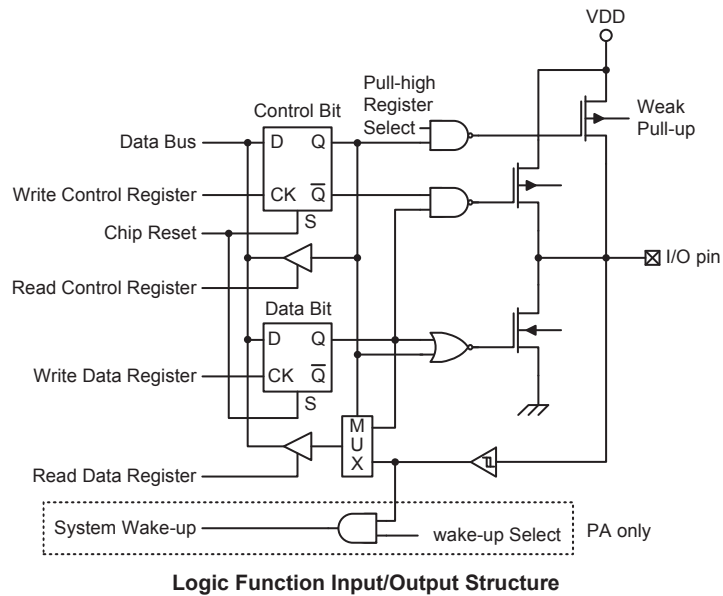 VDD
Pull-high
Register
Select
Control Bit
Weak
Pull-up
Data Bus
D
Q
Write Control Register
CK
Q
S
Chip Reset
I/O pin
Read Control Register
Data Bit
D
Q
Write Data Register
CK
Q
S
M
U
X
Read Data Register
System Wake-up
wake-up Select
PA only
Logic Function Input/Output Structure